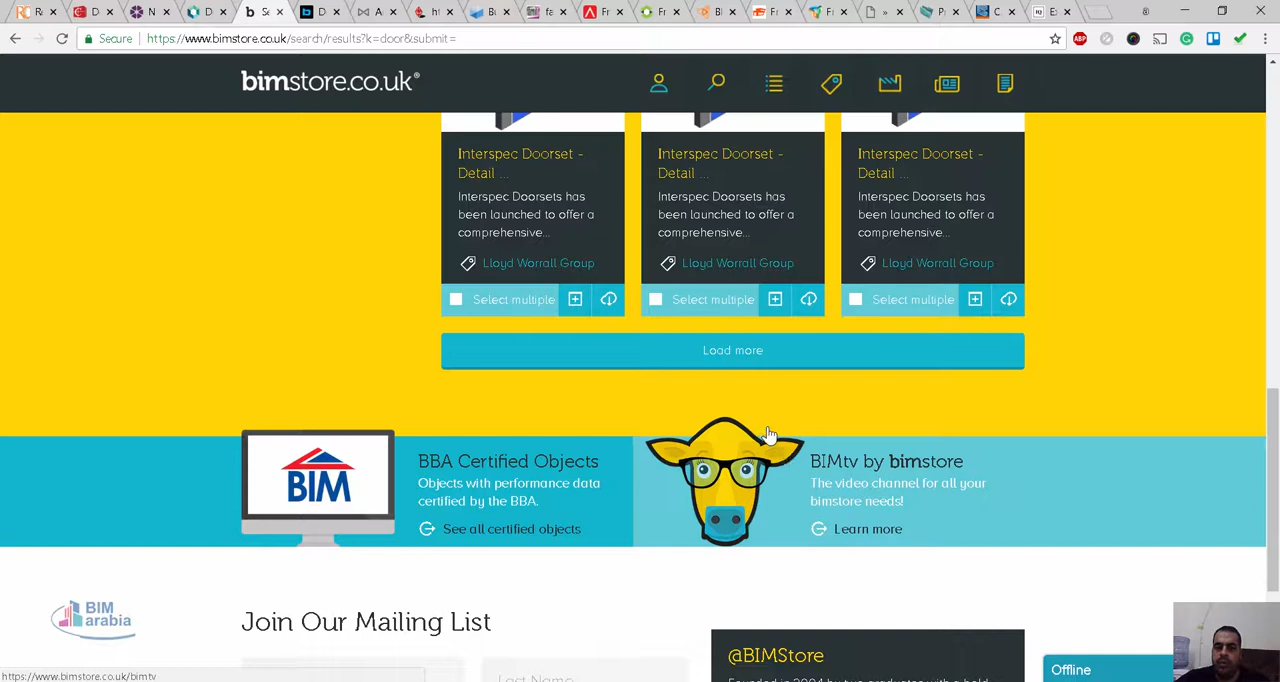 Secure
https://www.bimstore.co.uk/search/results?k=door&submit=
bimstore.co.uk®
Interspec Doorset -
Detail ...
Interspec Doorsets has
been launched to offer a
comprehensive...
Lloyd Worrall Group
Select multiple
Interspec Doorset -
Detail ...
Interspec Doorsets has
been launched to offer a
comprehensive...
Lloyd Worrall Group
Select multiple
Interspec Doorset -
Detail ...
Interspec Doorsets has
been launched to offer a
comprehensive...
Lloyd Worrall Group
Select multiple
Load more
BIM
BBA Certified Objects
Objects with performance data
certified by the BBA.
See all certified objects
BIMtv by bimstore
The video channel for all your
bimstore needs!
Learn more
BIM
arabia
Join Our Mailing List
Last Name
@BIMStore
Offline
https://www.bimstore.co.uk/bimtv